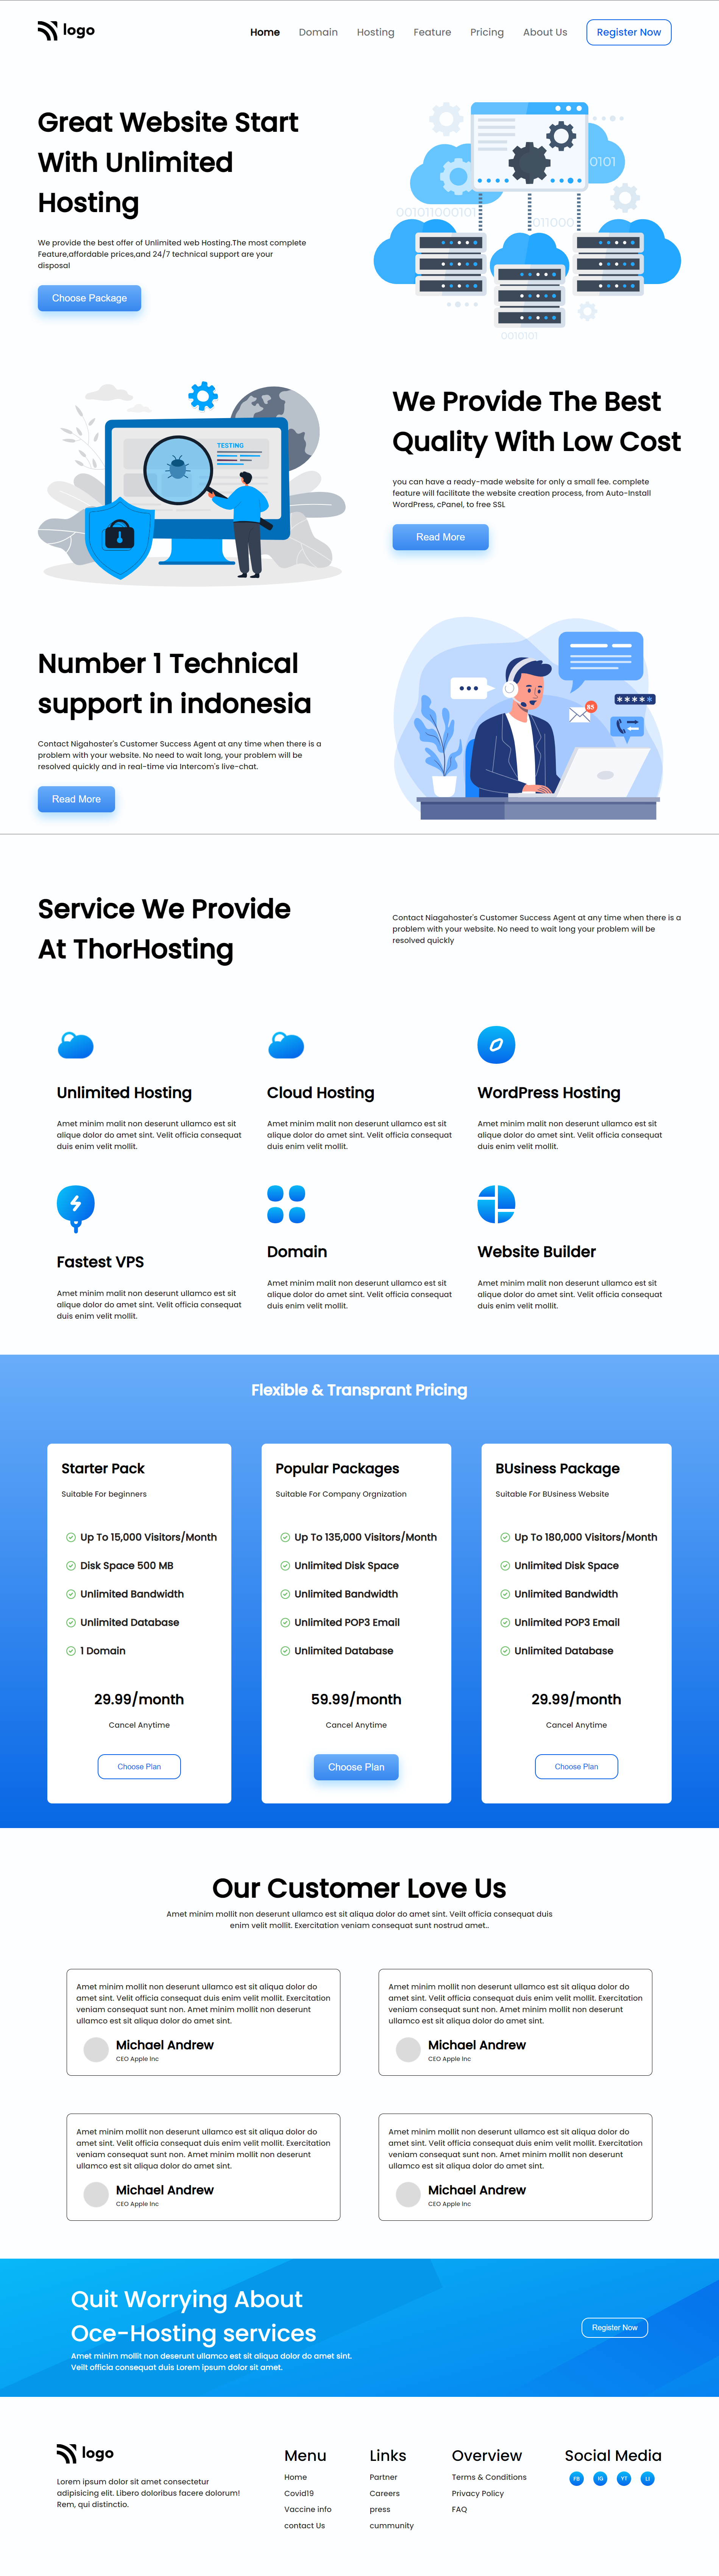 logo
Home Domain Hosting Feature Pricing About Us Register Now
Great Website Start
With Unlimited
Hosting
We provide the best offer of Unlimited web Hosting.The most complete
Feature,affordable prices,and 24/7 technical support are your
disposal
Choose Package
0101
001011000101
011000
0010101
TESTING
We Provide The Best
Quality With Low Cost
you can have a ready-made website for only a small fee. complete
feature will facilitate the website creation process, from Auto-Install
WordPress, cPanel, to free SSL
Read More
Number 1 Technical
support in indonesia
Contact Nigahoster's Customer Success Agent at any time when there is a
problem with your website. No need to wait long, your problem will be
resolved quickly and in real-time via Intercom's live-chat.
Read More
85
*****
Service We Provide
At ThorHosting
Contact Niagahoster's Customer Success Agent at any time when there is a
problem with your website. No need to wait long your problem will be
resolved quickly
Unlimited Hosting
Amet minim malit non deserunt ullamco est sit
alique dolor do amet sint. Velit officia consequat
duis enim velit mollit.
Cloud Hosting
Amet minim malit non deserunt ullamco est sit
alique dolor do amet sint. Velit officia consequat
duis enim velit mollit.
WordPress Hosting
Amet minim malit non deserunt ullamco est sit
alique dolor do amet sint. Velit officia consequat
duis enim velit mollit.
Fastest VPS
Amet minim malit non deserunt ullamco est sit
alique dolor do amet sint. Velit officia consequat
duis enim velit mollit.
Domain
Amet minim malit non deserunt ullamco est sit
alique dolor do amet sint. Velit officia consequat
duis enim velit mollit.
Website Builder
Amet minim malit non deserunt ullamco est sit
alique dolor do amet sint. Velit officia consequat
duis enim velit mollit.
Flexible & Transprant Pricing
Starter Pack
Suitable For beginners
Up To 15,000 Visitors/Month
Disk Space 500 MB
Unlimited Bandwidth
Unlimited Database
1 Domain
29.99/month
Cancel Anytime
Choose Plan
Popular Packages
Suitable For Company Orgnization
Up To 135,000 Visitors/Month
Unlimited Disk Space
Unlimited Bandwidth
Unlimited POP3 Email
Unlimited Database
59.99/month
Cancel Anytime
Choose Plan
BUsiness Package
Suitable For BUsiness Website
Up To 180,000 Visitors/Month
Unlimited Disk Space
Unlimited Bandwidth
Unlimited POP3 Email
Unlimited Database
29.99/month
Cancel Anytime
Choose Plan
Our Customer Love Us
Amet minim mollit non deserunt ullamco est sit aliqua dolor do amet sint. Veilt officia consequat duis
enim velit mollit. Exercitation veniam consequat sunt nostrud amet..
Amet minim mollit non deserunt ullamco est sit aliqua dolor do
amet sint. Velit officia consequat duis enim velit mollit. Exercitation
veniam consequat sunt non. Amet minim mollit non deserunt
ullamco est sit aliqua dolor do amet sint.
Michael Andrew
CEO Apple Inc
Amet minim mollit non deserunt ullamco est sit aliqua dolor do
amet sint. Velit officia consequat duis enim velit mollit. Exercitation
veniam consequat sunt non. Amet minim mollit non deserunt
ullamco est sit aliqua dolor do amet sint.
Michael Andrew
CEO Apple Inc
Amet minim mollit non deserunt ullamco est sit aliqua dolor do
amet sint. Velit officia consequat duis enim velit mollit. Exercitation
veniam consequat sunt non. Amet minim mollit non deserunt
ullamco est sit aliqua dolor do amet sint.
Michael Andrew
CEO Apple Inc
Amet minim mollit non deserunt ullamco est sit aliqua dolor do
amet sint. Velit officia consequat duis enim velit mollit. Exercitation
veniam consequat sunt non. Amet minim mollit non deserunt
ullamco est sit aliqua dolor do amet sint.
Michael Andrew
CEO Apple Inc
Quit Worrying About
Oce-Hosting services
Amet minim mollit non deserunt ullamco est sit aliqua dolor do amet sint.
Veilt officia consequat duis Lorem ipsum dolor sit amet.
Register Now
logo
Lorem ipsum dolor sit amet consectetur
adipisicing elit. Libero doloribus facere dolorum!
Rem, qui distinctio.
Menu
Home
Covid19
Vaccine info
contact Us
Links
Partner
Careers
press
cummunity
Overview
Terms & Conditions
Privacy Policy
FAQ
Social Media
FB IG YT LI